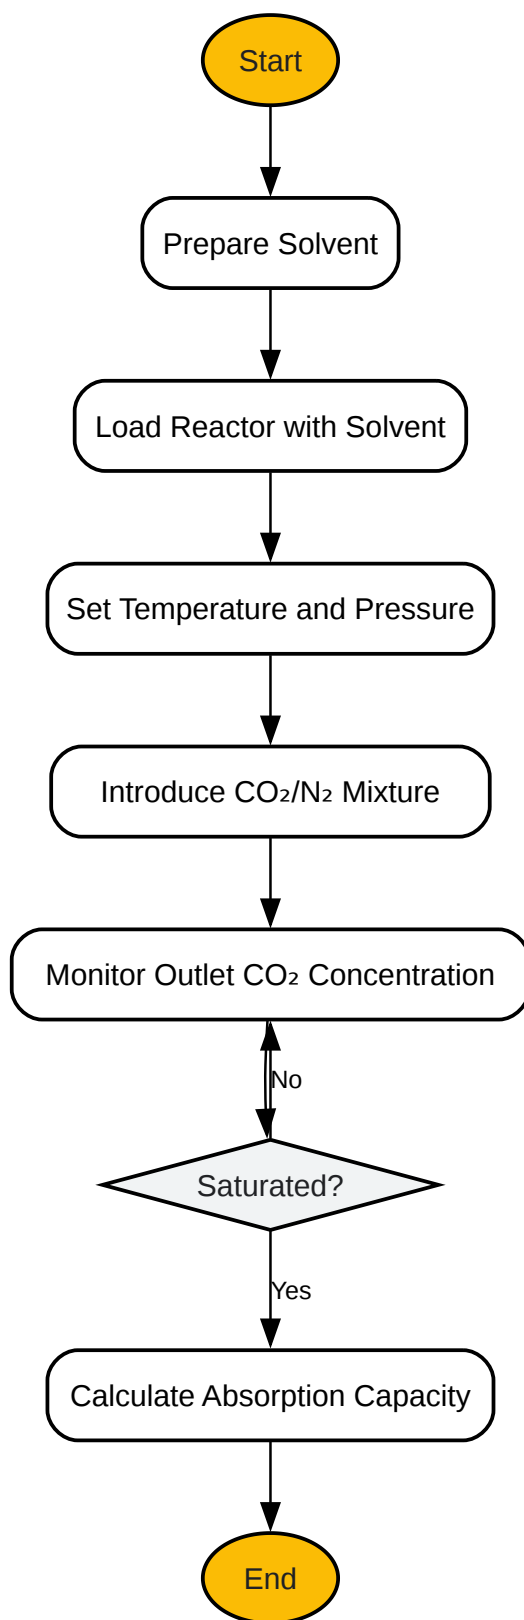 Start
Prepare Solvent
Load Reactor with Solvent
Set Temperature and Pressure
Introduce CO₂/N₂ Mixture
Monitor Outlet CO₂ Concentration
No
Saturated?
Yes
Calculate Absorption Capacity
End